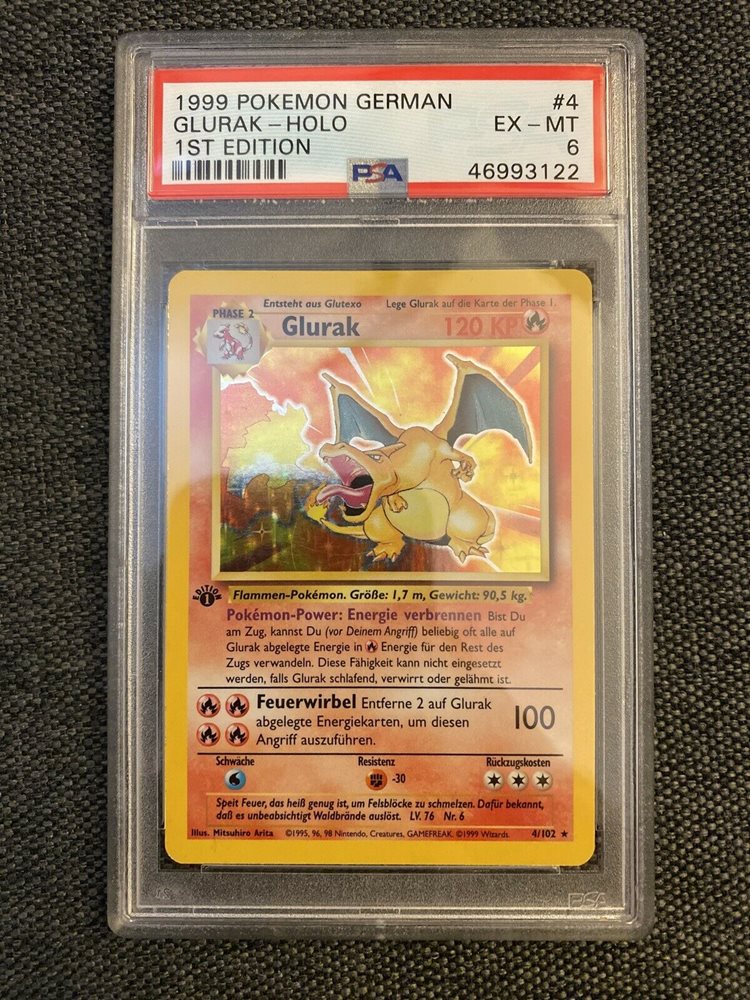 1999 POKEMON GERMAN #4
GLURAK - HOLO EX - MT
1ST EDITION 6
PSA 46993122
Entsteht aus Glutexo Lege Glurak auf die Karte der Phase 1.
PHASE 2
Glurak 120 KP
EDITION 1
Flammen-Pokémon. Größe: 1,7 m, Gewicht: 90,5 kg.
Pokémon-Power: Energie verbrennen Bist Du
am Zug, kannst Du (vor Deinem Angriff) beliebig oft alle auf
Glurak abgelegte Energie in Energie für den Rest des
Zugs verwandeln. Diese Fähigkeit kann nicht eingesetzt
werden, falls Glurak schlafend, verwirrt oder gelähmt ist.
Feuerwirbel Entferne 2 auf Glurak
abgelegte Energiekarten, um diesen 100
Angriff auszuführen.
Schwäche Resistenz Rückzugskosten
-30
Speit Feuer, das heiß genug ist, um Felsblöcke zu schmelzen. Dafür bekannt,
daß es unbeabsichtigt Waldbrände auslöst. LV. 76 Nr. 6
Illus. Mitsuhiro Arita ©1995, 96, 98 Nintendo, Creatures, GAMEFREAK. ©1999 Wizards. 4/102 ★
PSA